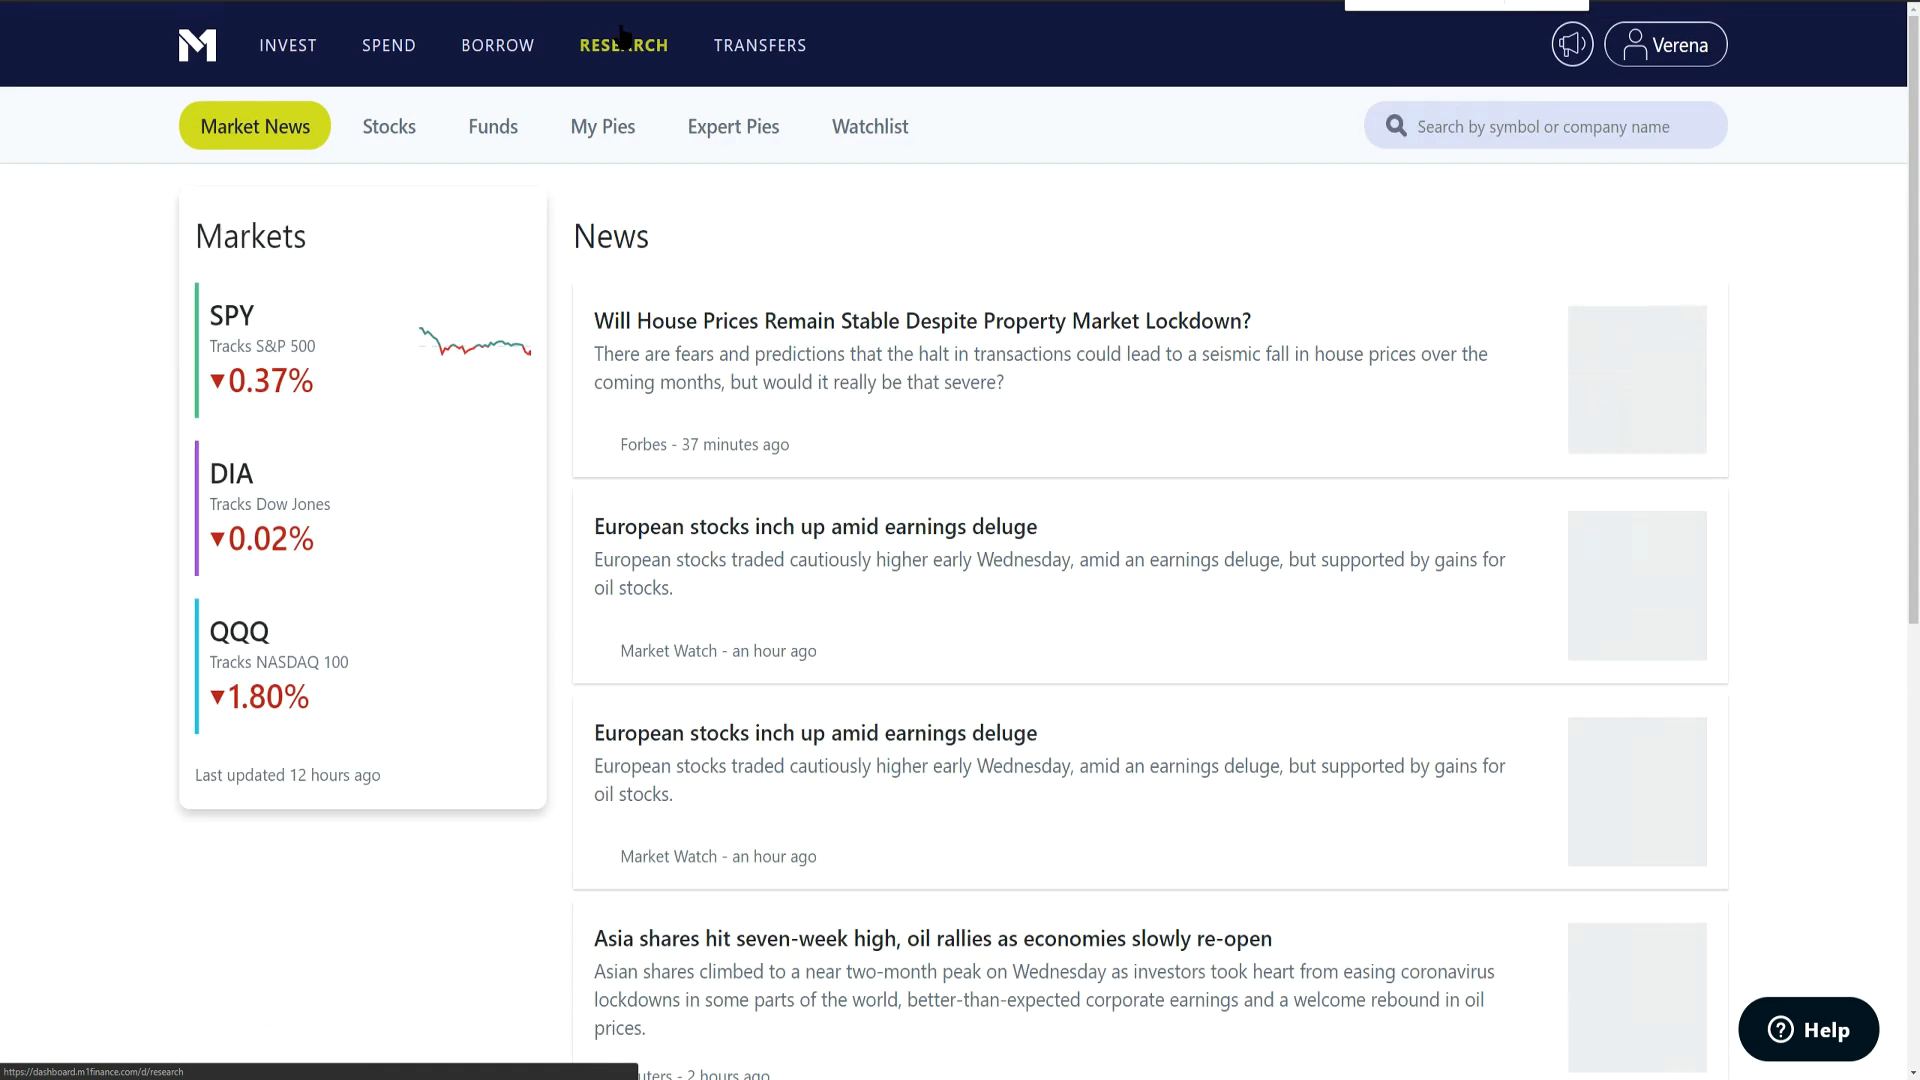 INVEST SPEND BORROW RESEARCH TRANSFERS Verena
Market News Stocks Funds My Pies Expert Pies Watchlist Search by symbol or company name
Markets
SPY
Tracks S&P 500
▼0.37%
DIA
Tracks Dow Jones
▼0.02%
QQQ
Tracks NASDAQ 100
▼1.80%
Last updated 12 hours ago
News
Will House Prices Remain Stable Despite Property Market Lockdown?
There are fears and predictions that the halt in transactions could lead to a seismic fall in house prices over the
coming months, but would it really be that severe?
Forbes - 37 minutes ago
European stocks inch up amid earnings deluge
European stocks traded cautiously higher early Wednesday, amid an earnings deluge, but supported by gains for
oil stocks.
Market Watch - an hour ago
European stocks inch up amid earnings deluge
European stocks traded cautiously higher early Wednesday, amid an earnings deluge, but supported by gains for
oil stocks.
Market Watch - an hour ago
Asia shares hit seven-week high, oil rallies as economies slowly re-open
Asian shares climbed to a near two-month peak on Wednesday as investors took heart from easing coronavirus
lockdowns in some parts of the world, better-than-expected corporate earnings and a welcome rebound in oil
prices.
uters - 2 hours ago
Help
https://dashboard.m1finance.com/d/research